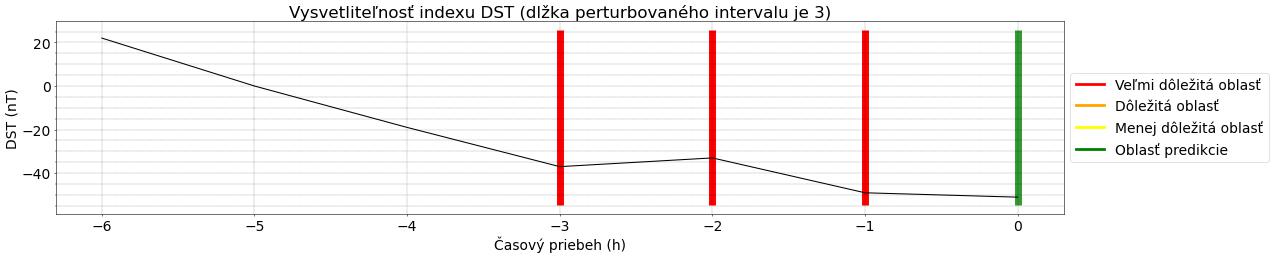 Vysvetliteľnosť indexu DST (dĺžka perturbovaného intervalu je 3)
DST (nT)
20
0
−20
−40
−6
−5
−4
−3
−2
−1
0
Časový priebeh (h)
Veľmi dôležitá oblasť
Dôležitá oblasť
Menej dôležitá oblasť
Oblasť predikcie